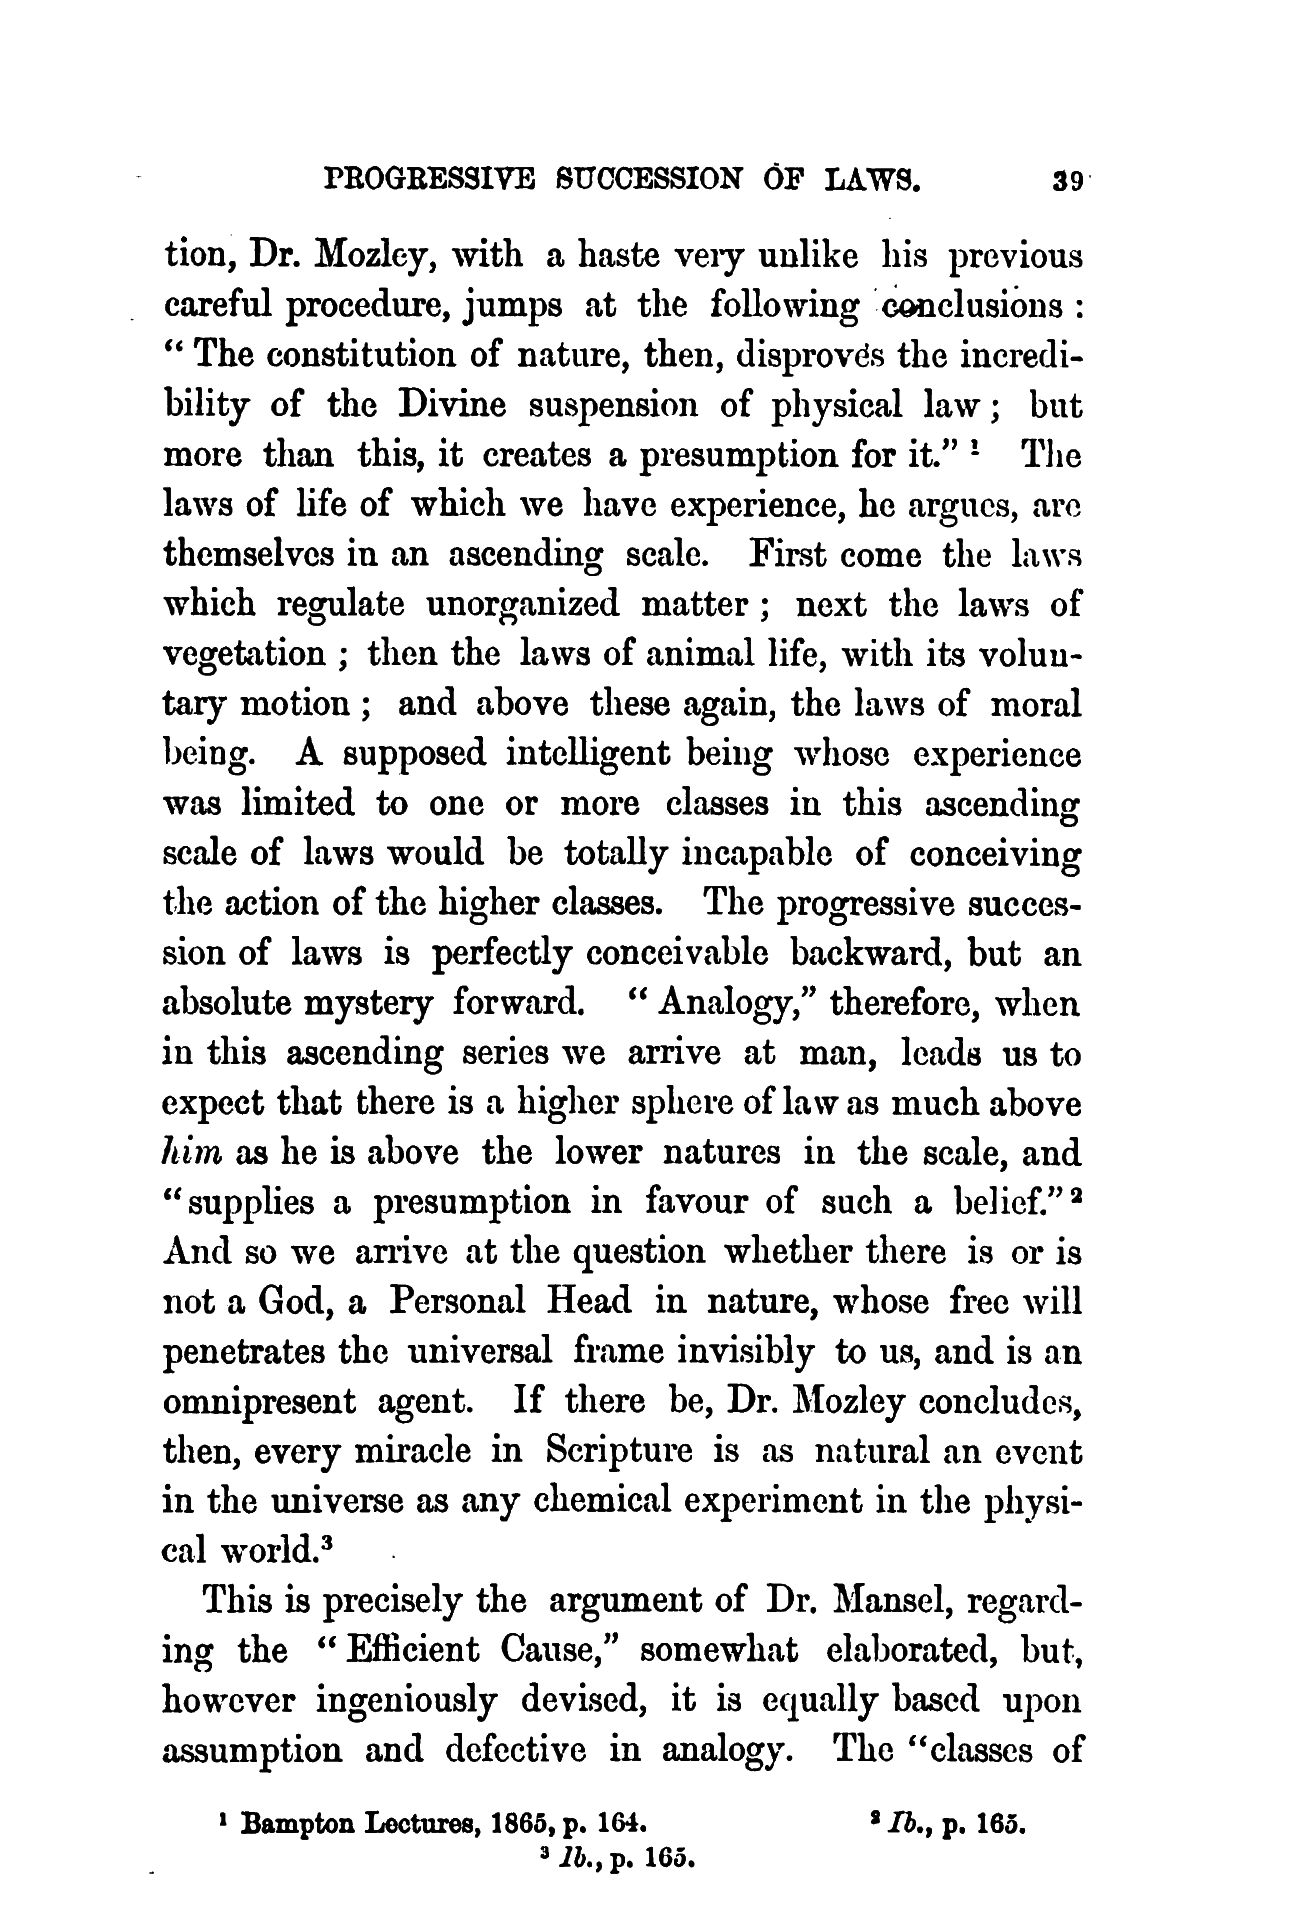 PROGRESSIVE SUCCESSION OF LAWS. 39
tion, Dr. Mozley, with a haste very unlike his previous
careful procedure, jumps at the following conclusions :
“ The constitution of nature, then, disproves the incredi-
bility of the Divine suspension of physical law ; but
more than this, it creates a presumption for it.” ¹ The
laws of life of which we have experience, he argues, are
themselves in an ascending scale. First come the laws
which regulate unorganized matter ; next the laws of
vegetation ; then the laws of animal life, with its volun-
tary motion ; and above these again, the laws of moral
being. A supposed intelligent being whose experience
was limited to one or more classes in this ascending
scale of laws would be totally incapable of conceiving
the action of the higher classes. The progressive succes-
sion of laws is perfectly conceivable backward, but an
absolute mystery forward. “ Analogy,” therefore, when
in this ascending series we arrive at man, leads us to
expect that there is a higher sphere of law as much above
him as he is above the lower natures in the scale, and
“supplies a presumption in favour of such a belief.” ²
And so we arrive at the question whether there is or is
not a God, a Personal Head in nature, whose free will
penetrates the universal frame invisibly to us, and is an
omnipresent agent. If there be, Dr. Mozley concludes,
then, every miracle in Scripture is as natural an event
in the universe as any chemical experiment in the physi-
cal world.³
This is precisely the argument of Dr. Mansel, regard-
ing the “ Efficient Cause,” somewhat elaborated, but,
however ingeniously devised, it is equally based upon
assumption and defective in analogy. The “classes of
¹ Bampton Lectures, 1865, p. 164. ² Ib., p. 165.
³ Ib., p. 165.